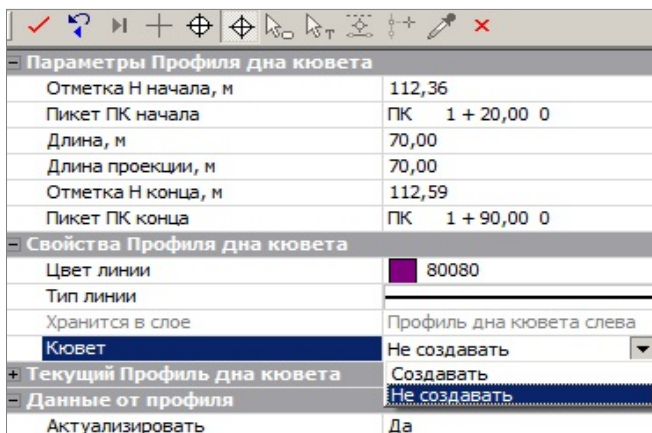 Параметры Профиля дна кювета
Отметка Н начала, м 112,36
Пикет ПК начала ПК 1 + 20,00 0
Длина, м 70,00
Длина проекции, м 70,00
Отметка Н конца, м 112,59
Пикет ПК конца ПК 1 + 90,00 0
Свойства Профиля дна кювета
Цвет линии 80080
Тип линии
Хранится в слое Профиль дна кювета слева
Кювет Не создавать
Текущий Профиль дна кювета Создавать
Данные от профиля Не создавать
Актуализировать Да